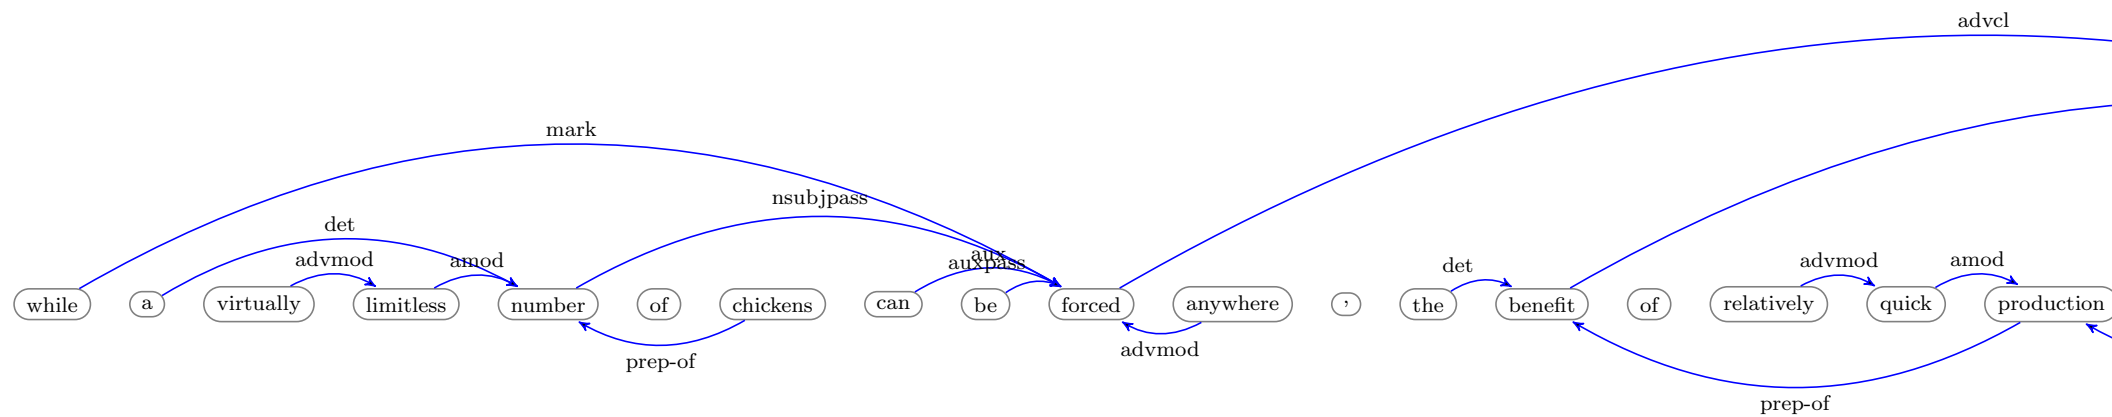 advcl
mark
nsubjpass
det
advmod amod aux
auxpass
det advmod amod
while a virtually limitless number of chickens can be forced anywhere , the benefit of relatively quick production
prep-of advmod
prep-of